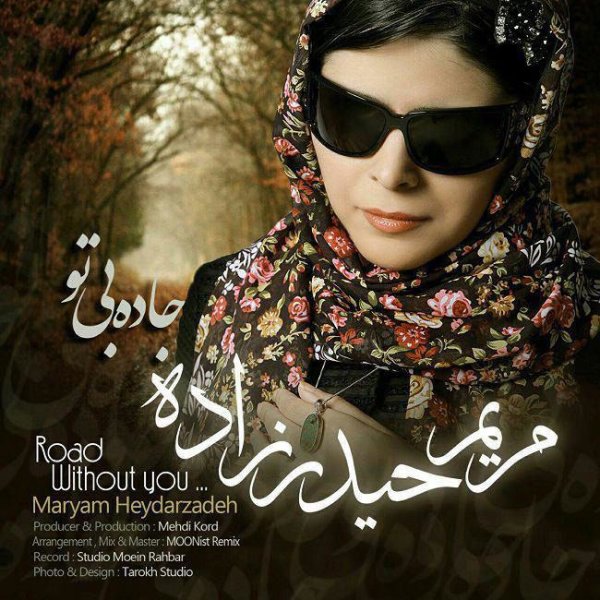 جاده بی تو
مریم حیدرزاده
Road
Without you ...
Maryam Heydarzadeh
Producer & Production : Mehdi Kord
Arrangement , Mix & Master : MOONist Remix
Record : Studio Moein Rahbar
Photo & Design : Tarokh Studio